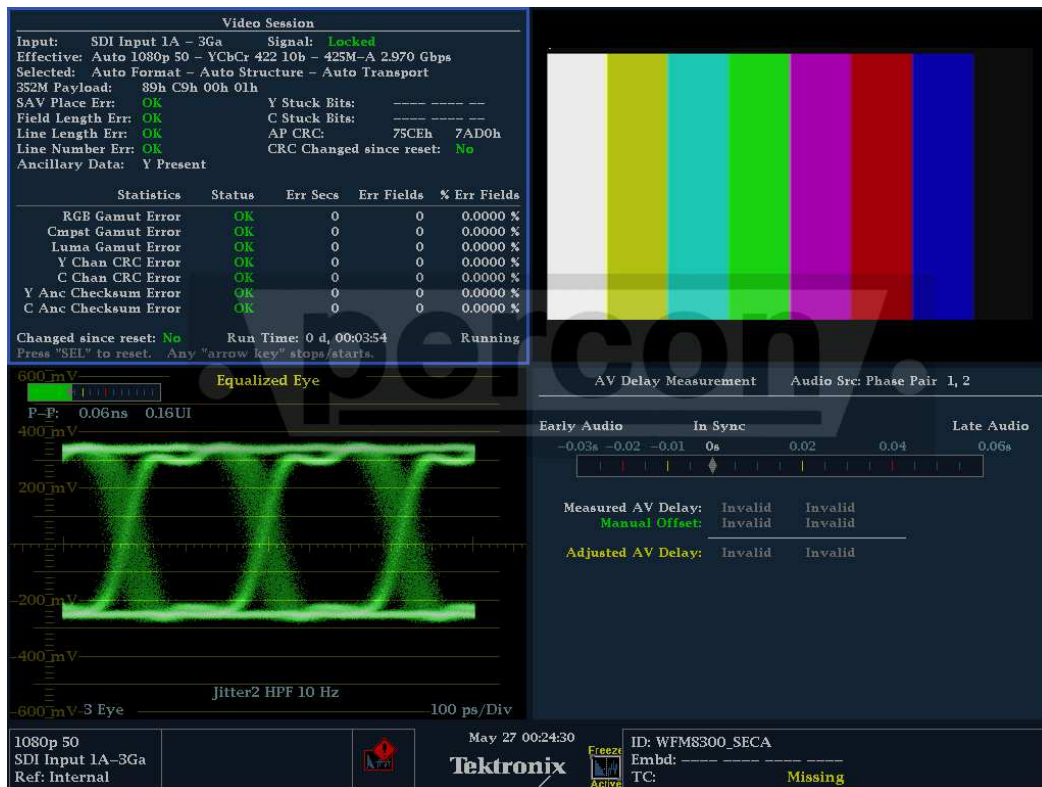 Video Session
Input: SDI Input 1A – 3Ga Signal: Locked
Effective: Auto 1080p 50 – YCbCr 422 10b – 425M–A 2.970 Gbps
Selected: Auto Format – Auto Structure – Auto Transport
352M Payload: 89h C9h 00h 01h
SAV Place Err: OK Y Stuck Bits: –––– –––– ––
Field Length Err: OK C Stuck Bits: –––– –––– ––
Line Length Err: OK AP CRC: 75CEh 7AD0h
Line Number Err: OK CRC Changed since reset: No
Ancillary Data: Y Present
Statistics Status Err Secs Err Fields % Err Fields
RGB Gamut Error OK 0 0 0.0000 %
Cmpst Gamut Error OK 0 0 0.0000 %
Luma Gamut Error OK 0 0 0.0000 %
Y Chan CRC Error OK 0 0 0.0000 %
C Chan CRC Error OK 0 0 0.0000 %
Y Anc Checksum Error OK 0 0 0.0000 %
C Anc Checksum Error OK 0 0 0.0000 %
Changed since reset: No Run Time: 0 d, 00:03:54 Running
Press "SEL" to reset. Any "arrow key" stops/starts.
percon
600 mV
Equalized Eye
P–P: 0.06ns 0.16UI
400 mV
200 mV
–200 mV
–400 mV
Jitter2 HPF 10 Hz
–600 mV
3 Eye
100 ps/Div
AV Delay Measurement Audio Src: Phase Pair 1, 2
Early Audio In Sync Late Audio
–0.03s –0.02 –0.01 0s 0.02 0.04 0.06s
Measured AV Delay: Invalid Invalid
Manual Offset: Invalid Invalid
Adjusted AV Delay: Invalid Invalid
1080p 50
SDI Input 1A–3Ga
Ref: Internal
May 27 00:24:30
Tektronix
Freeze
Active
ID: WFM8300_SECA
Embd: –––– –––– –––– ––––
TC: Missing